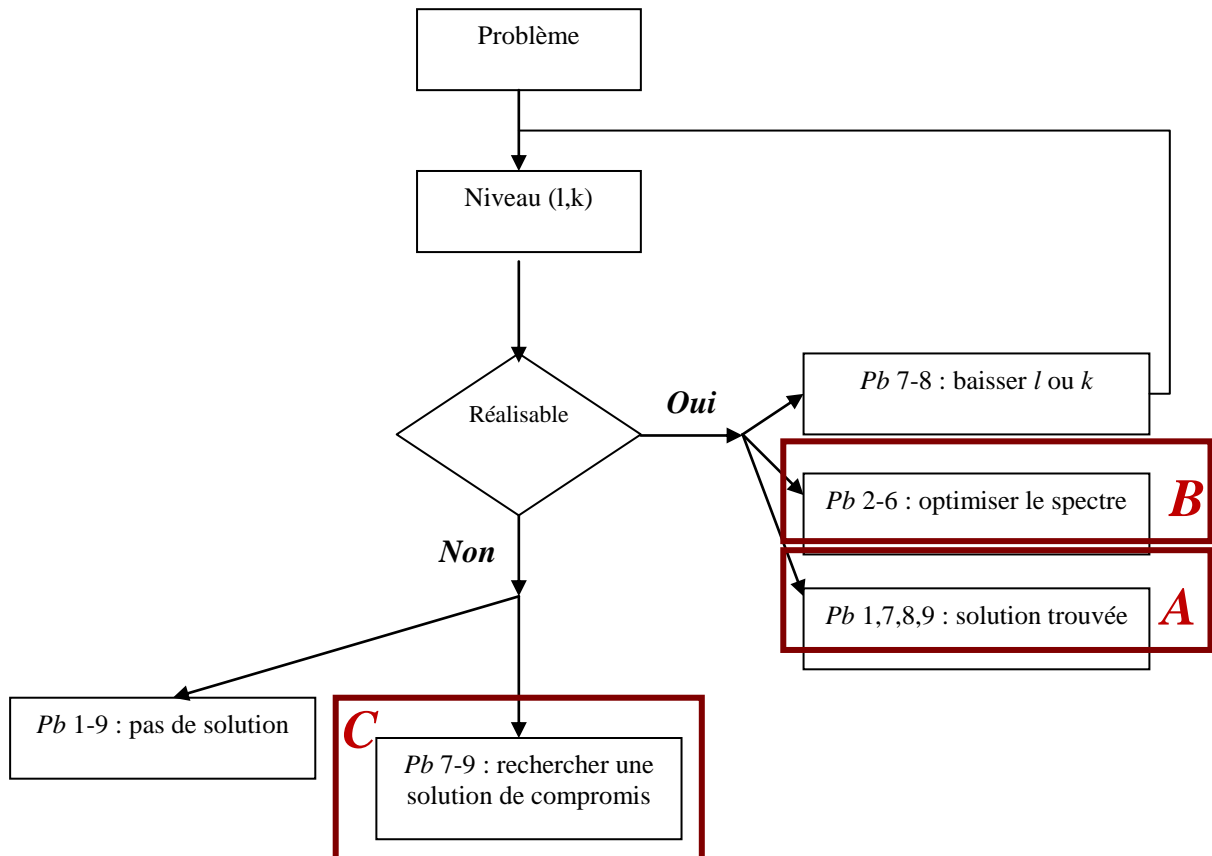 Problème
Niveau (l,k)
Réalisable
Oui
Non
Pb 7-8 : baisser l ou k
Pb 2-6 : optimiser le spectre
B
Pb 1,7,8,9 : solution trouvée
A
Pb 1-9 : pas de solution
C
Pb 7-9 : rechercher une
solution de compromis